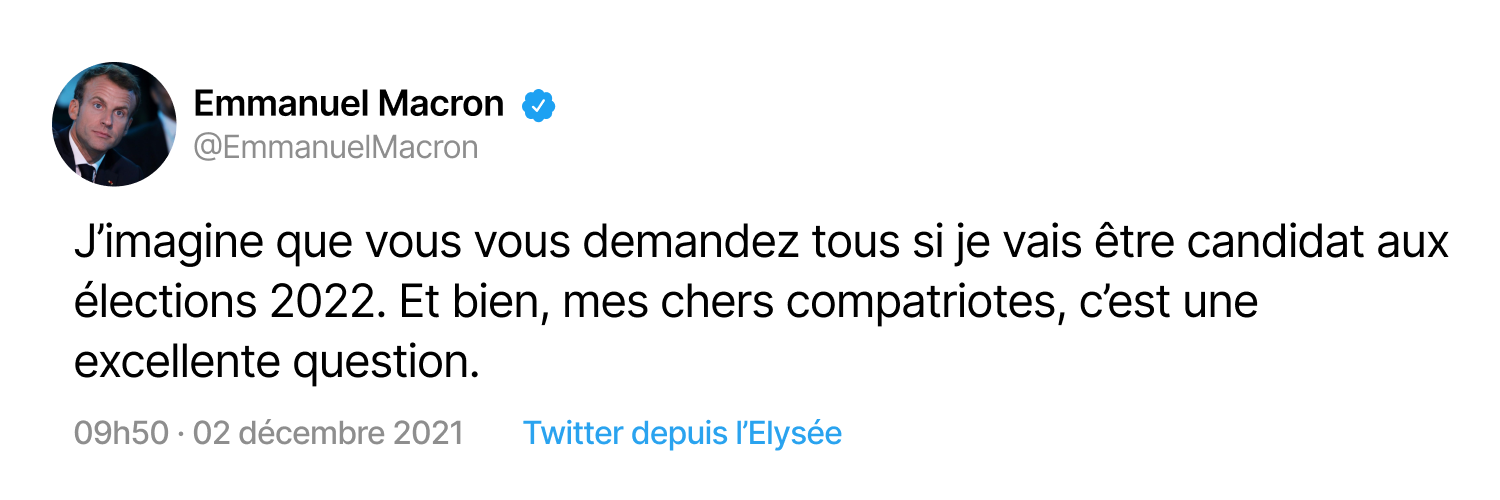 Emmanuel Macron
@EmmanuelMacron
J’imagine que vous vous demandez tous si je vais être candidat aux
élections 2022. Et bien, mes chers compatriotes, c’est une
excellente question.
09h50 · 02 décembre 2021 Twitter depuis l’Elysée